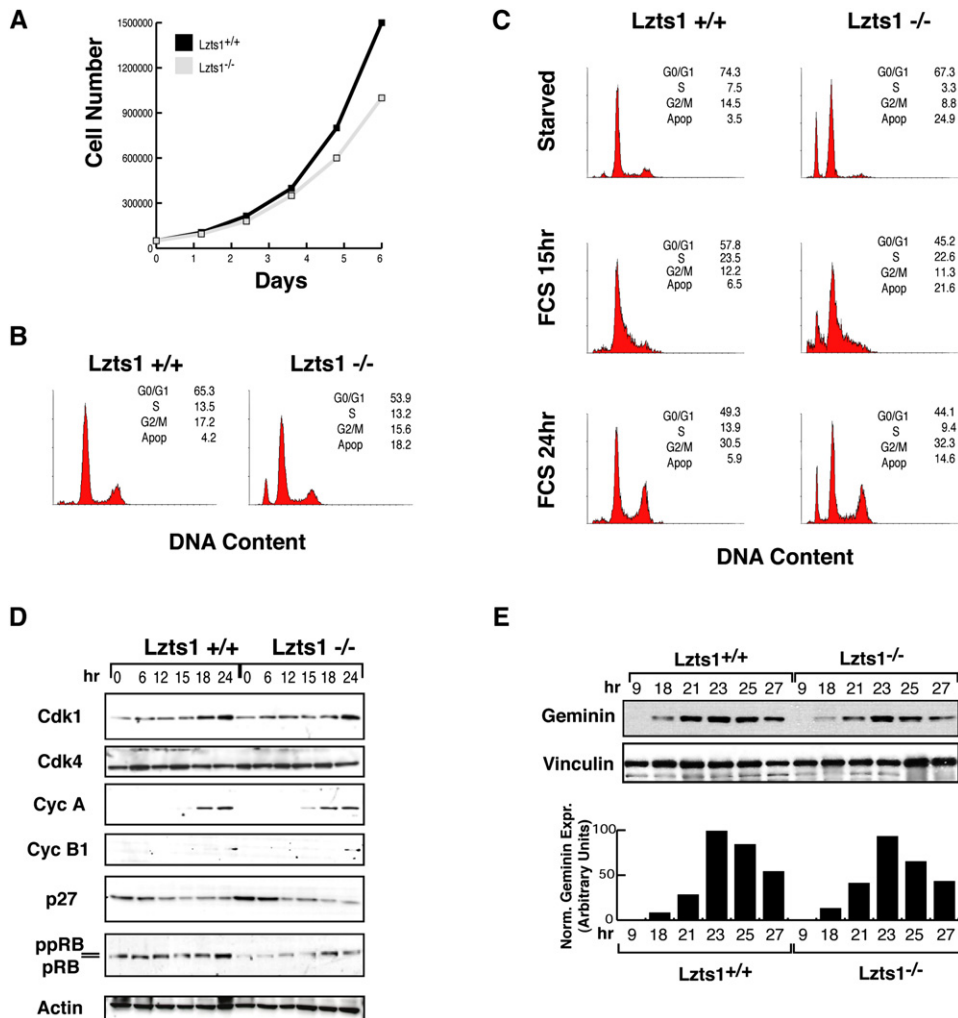 A
Cell Number
1500000
1200000
900000
600000
300000
0
Lzts1+/+
Lzts1-/-
0 1 2 3 4 5 6
Days
B
Lzts1 +/+
G0/G1 65.3
S 13.5
G2/M 17.2
Apop 4.2
Lzts1 -/-
G0/G1 53.9
S 13.2
G2/M 15.6
Apop 18.2
DNA Content
C
Lzts1 +/+ Lzts1 -/-
Starved
G0/G1 74.3
S 7.5
G2/M 14.5
Apop 3.5
G0/G1 67.3
S 3.3
G2/M 8.8
Apop 24.9
FCS 15hr
G0/G1 57.8
S 23.5
G2/M 12.2
Apop 6.5
G0/G1 45.2
S 22.6
G2/M 11.3
Apop 21.6
FCS 24hr
G0/G1 49.3
S 13.9
G2/M 30.5
Apop 5.9
G0/G1 44.1
S 9.4
G2/M 32.3
Apop 14.6
DNA Content
D
Lzts1 +/+ Lzts1 -/-
hr 0 6 12 15 18 24 0 6 12 15 18 24
Cdk1
Cdk4
Cyc A
Cyc B1
p27
ppRB
pRB
Actin
E
Lzts1+/+ Lzts1-/-
hr 9 18 21 23 25 27 9 18 21 23 25 27
Geminin
Vinculin
Norm. Geminin Expr.
(Arbitrary Units)
100
50
0
hr 9 18 21 23 25 27 9 18 21 23 25 27
Lzts1+/+ Lzts1-/-